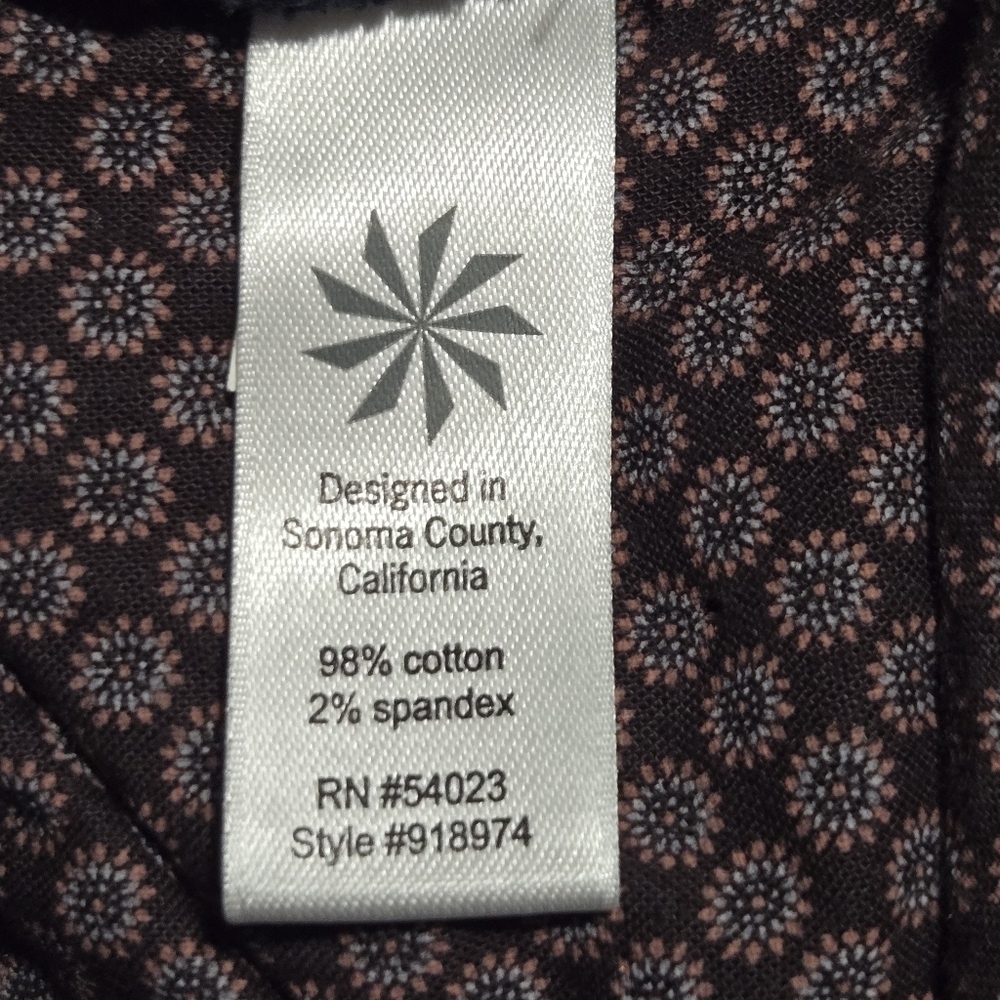 Designed in
Sonoma County,
California
98% cotton
2% spandex
RN #54023
Style #918974